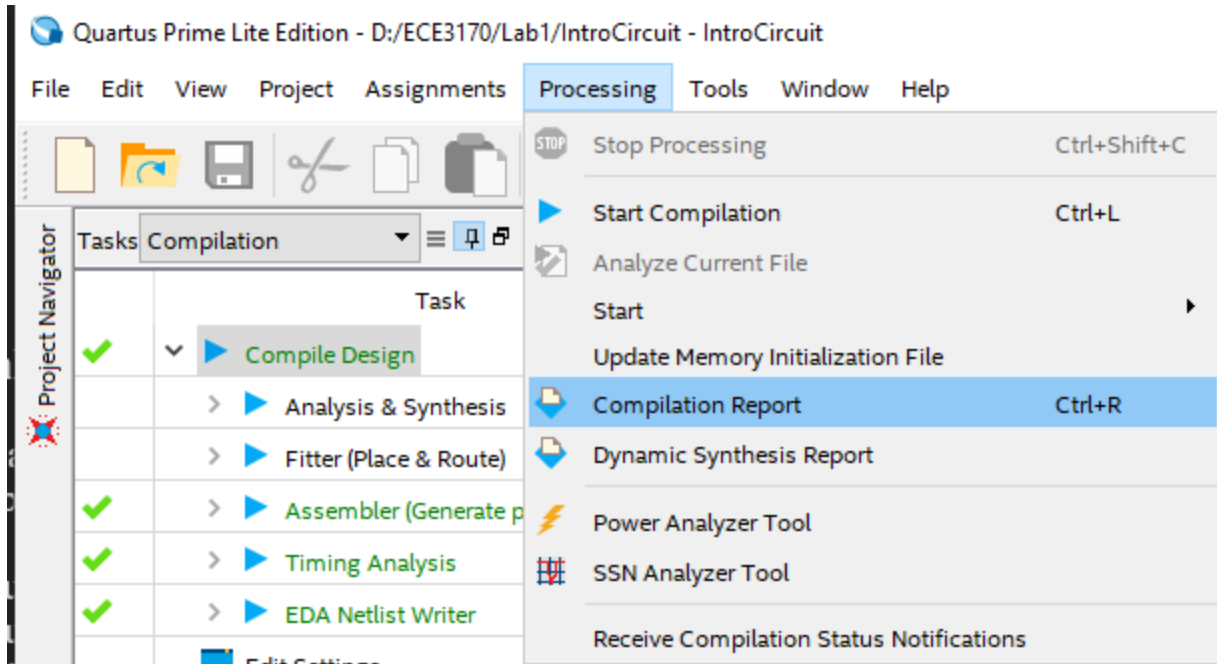 Quartus Prime Lite Edition - D:/ECE3170/Lab1/IntroCircuit - IntroCircuit
File Edit View Project Assignments Processing Tools Window Help
STOP Stop Processing Ctrl+Shift+C
Start Compilation Ctrl+L
Analyze Current File
Start
Update Memory Initialization File
Compilation Report Ctrl+R
Dynamic Synthesis Report
Power Analyzer Tool
SSN Analyzer Tool
Receive Compilation Status Notifications
Project Navigator
Tasks Compilation
Task
Compile Design
Analysis & Synthesis
Fitter (Place & Route)
Assembler (Generate p
Timing Analysis
EDA Netlist Writer
Edit Settings